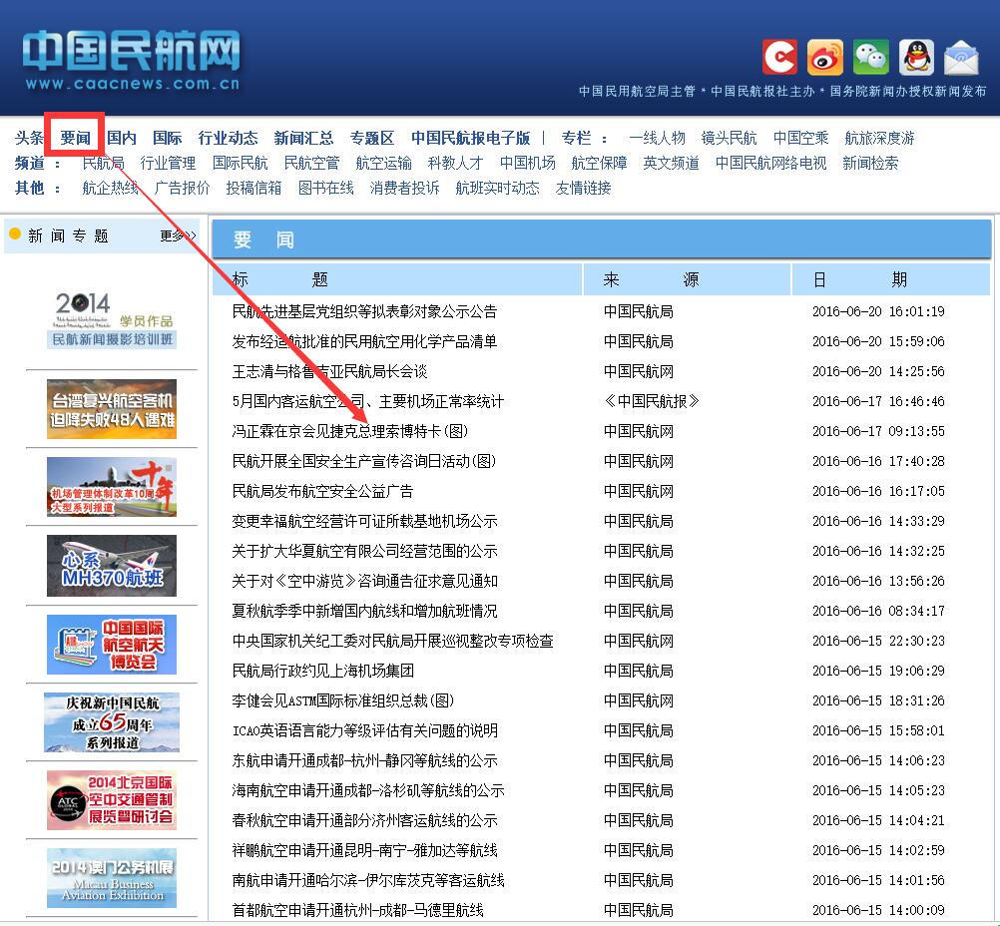 中国民航网
www.caacnews.com.cn
中国民用航空局主管 * 中国民航报社主办 * 国务院新闻办授权新闻发布
头条 要闻 国内 国际 行业动态 新闻汇总 专题区 中国民航报电子版 | 专栏 : 一线人物 镜头民航 中国空乘 航旅深度游
频道 : 民航局 行业管理 国际民航 民航空管 航空运输 科教人才 中国机场 航空保障 英文频道 中国民航网络电视 新闻检索
其他 : 航企热线 广告报价 投稿信箱 图书在线 消费者投诉 航班实时动态 友情链接
新 闻 专 题 更多>>
2014
学员作品
民航新闻摄影培训班
台湾复兴航空客机
迫降失败48人遇难
十年
机场管理体制改革10周年
大型系列报道
心系
MH370航班
中国国际
航空航天
博览会
庆祝新中国民航
成立65周年
系列报道
ATC
2014北京国际
空中交通管制
展览暨研讨会
2014澳门公务机展
Macau Business
Aviation Exhibition
要 闻
标 题 来 源 日 期
民航先进基层党组织等拟表彰对象公示公告 中国民航局 2016-06-20 16:01:19
发布经适航批准的民用航空用化学产品清单 中国民航局 2016-06-20 15:59:06
王志清与格鲁吉亚民航局长会谈 中国民航网 2016-06-20 14:25:56
5月国内客运航空公司、主要机场正常率统计 《中国民航报》 2016-06-17 16:46:46
冯正霖在京会见捷克总理索博特卡(图) 中国民航网 2016-06-17 09:13:55
民航开展全国安全生产宣传咨询日活动(图) 中国民航网 2016-06-16 17:40:28
民航局发布航空安全公益广告 中国民航网 2016-06-16 16:17:05
变更幸福航空经营许可证所载基地机场公示 中国民航局 2016-06-16 14:33:29
关于扩大华夏航空有限公司经营范围的公示 中国民航局 2016-06-16 14:32:25
关于对《空中游览》咨询通告征求意见通知 中国民航局 2016-06-16 13:56:26
夏秋航季季中新增国内航线和增加航班情况 中国民航局 2016-06-16 08:34:17
中央国家机关纪工委对民航局开展巡视整改专项检查 中国民航网 2016-06-15 22:30:23
民航局行政约见上海机场集团 中国民航局 2016-06-15 19:06:29
李健会见ASTM国际标准组织总裁(图) 中国民航网 2016-06-15 18:31:26
ICAO英语语言能力等级评估有关问题的说明 中国民航局 2016-06-15 15:58:01
东航申请开通成都-杭州-静冈等航线的公示 中国民航局 2016-06-15 14:06:23
海南航空申请开通成都-洛杉矶等航线的公示 中国民航局 2016-06-15 14:05:23
春秋航空申请开通部分济州客运航线的公示 中国民航局 2016-06-15 14:04:21
祥鹏航空申请开通昆明-南宁-雅加达等航线 中国民航局 2016-06-15 14:02:59
南航申请开通哈尔滨-伊尔库茨克等客运航线 中国民航局 2016-06-15 14:01:56
首都航空申请开通杭州-成都-马德里航线 中国民航局 2016-06-15 14:00:09